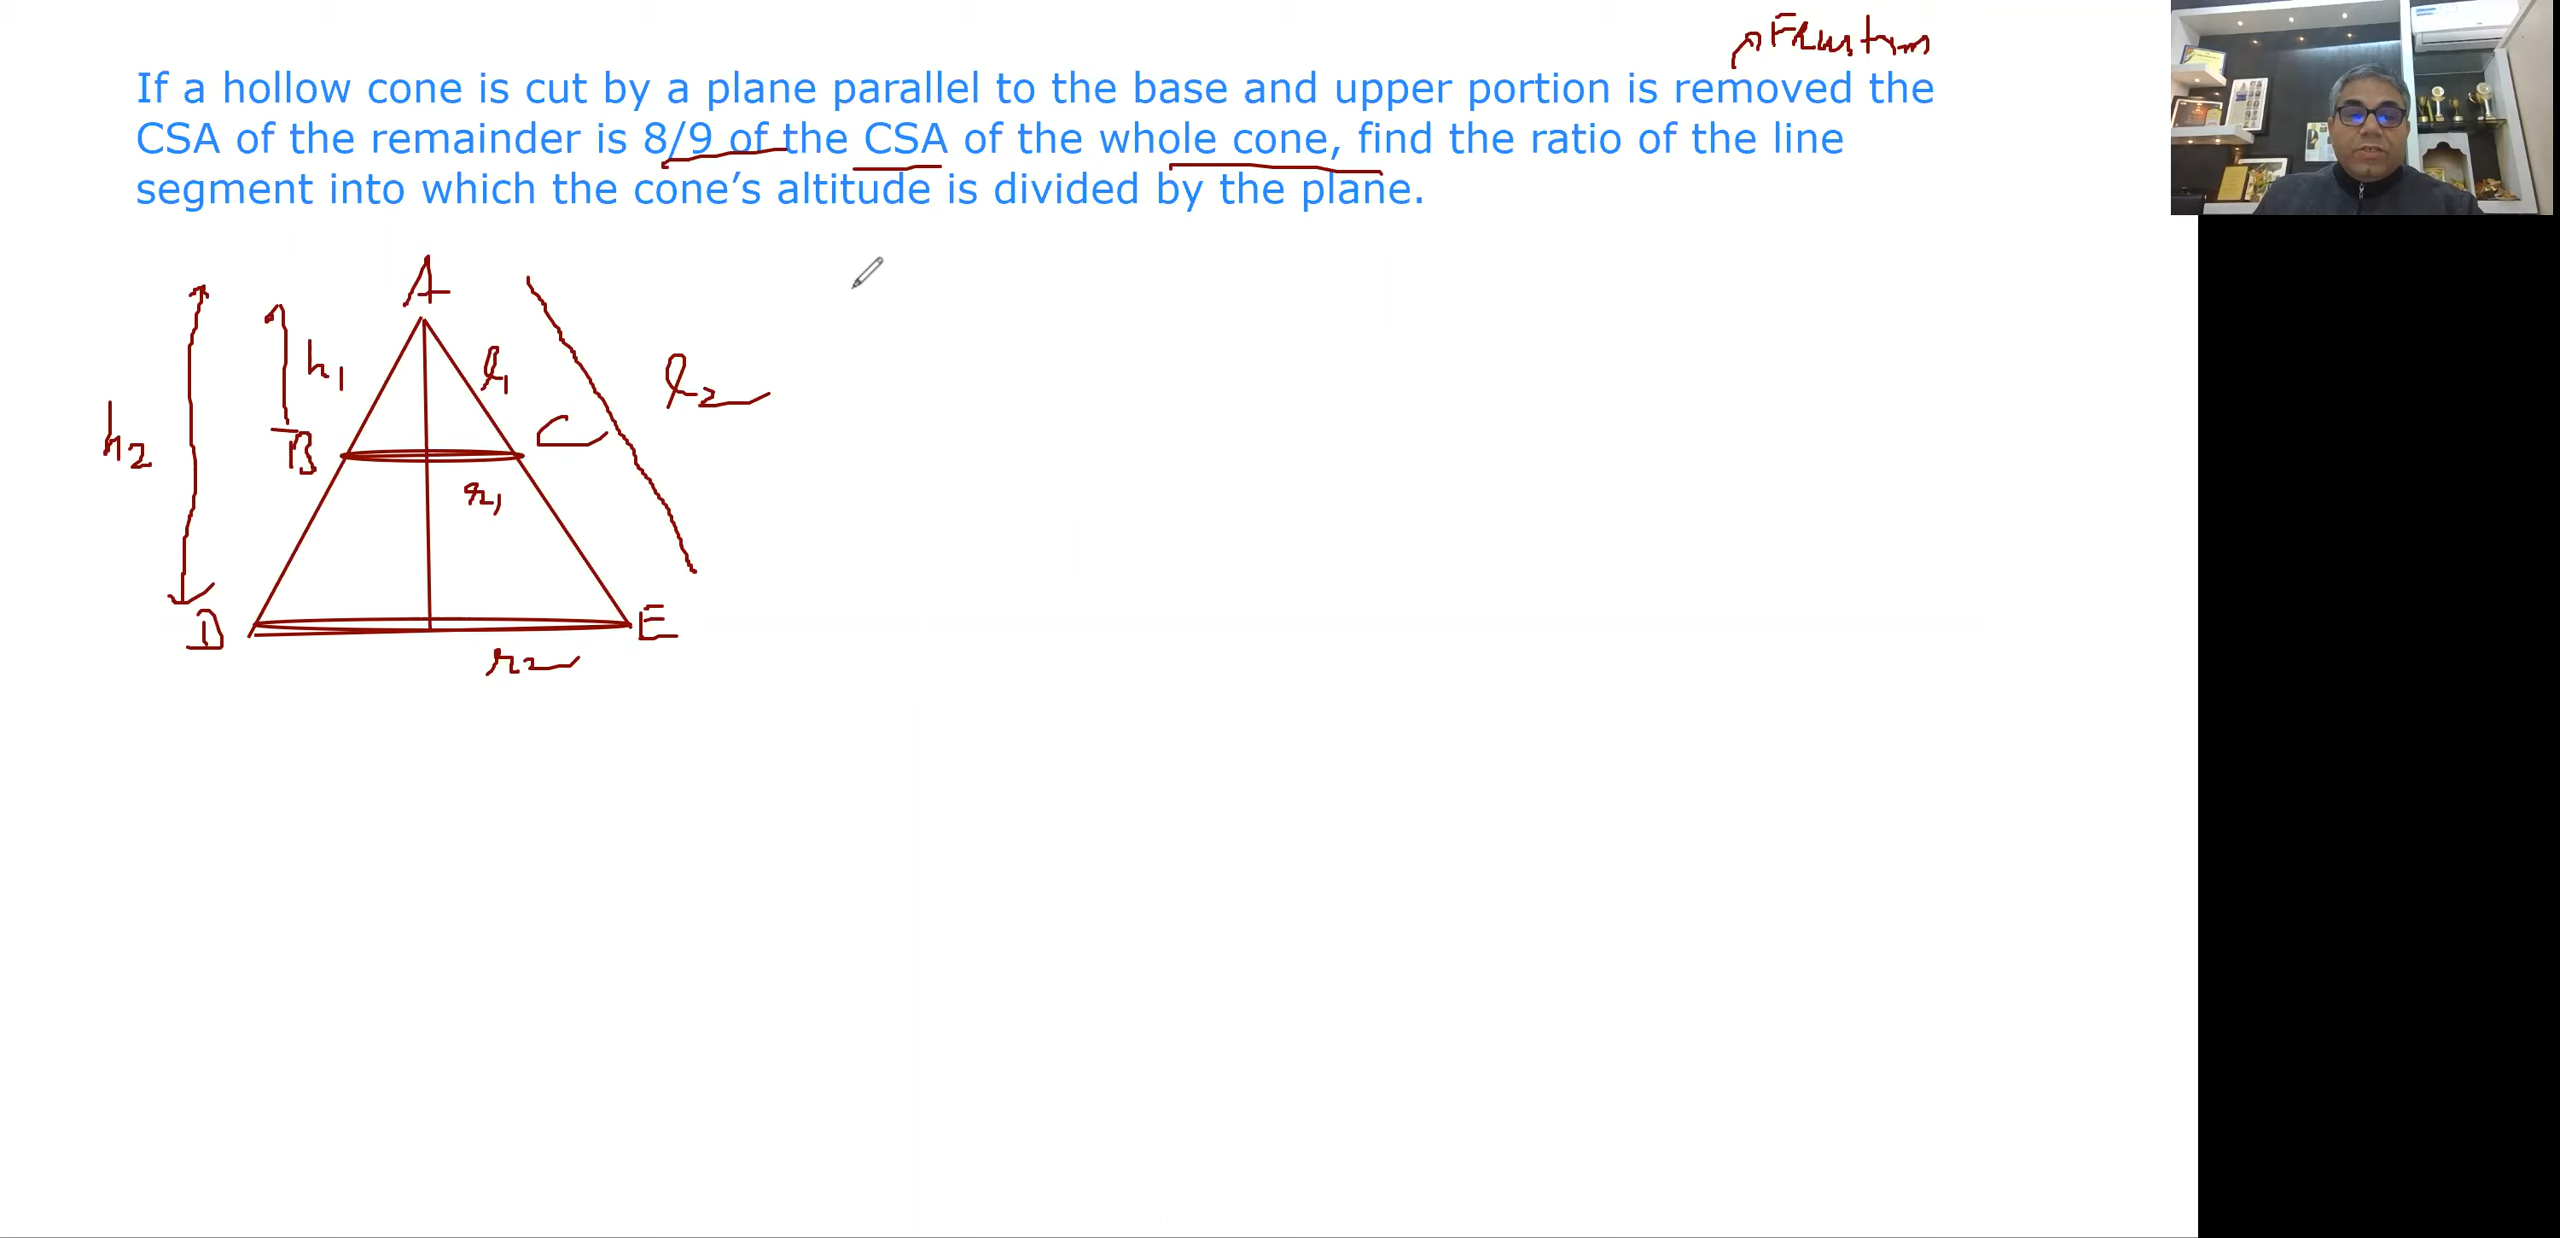 Frustum
If a hollow cone is cut by a plane parallel to the base and upper portion is removed the
CSA of the remainder is 8/9 of the CSA of the whole cone, find the ratio of the line
segment into which the cone’s altitude is divided by the plane.
A
h1
l1
l2
h2
B
C
r1
D
E
r2